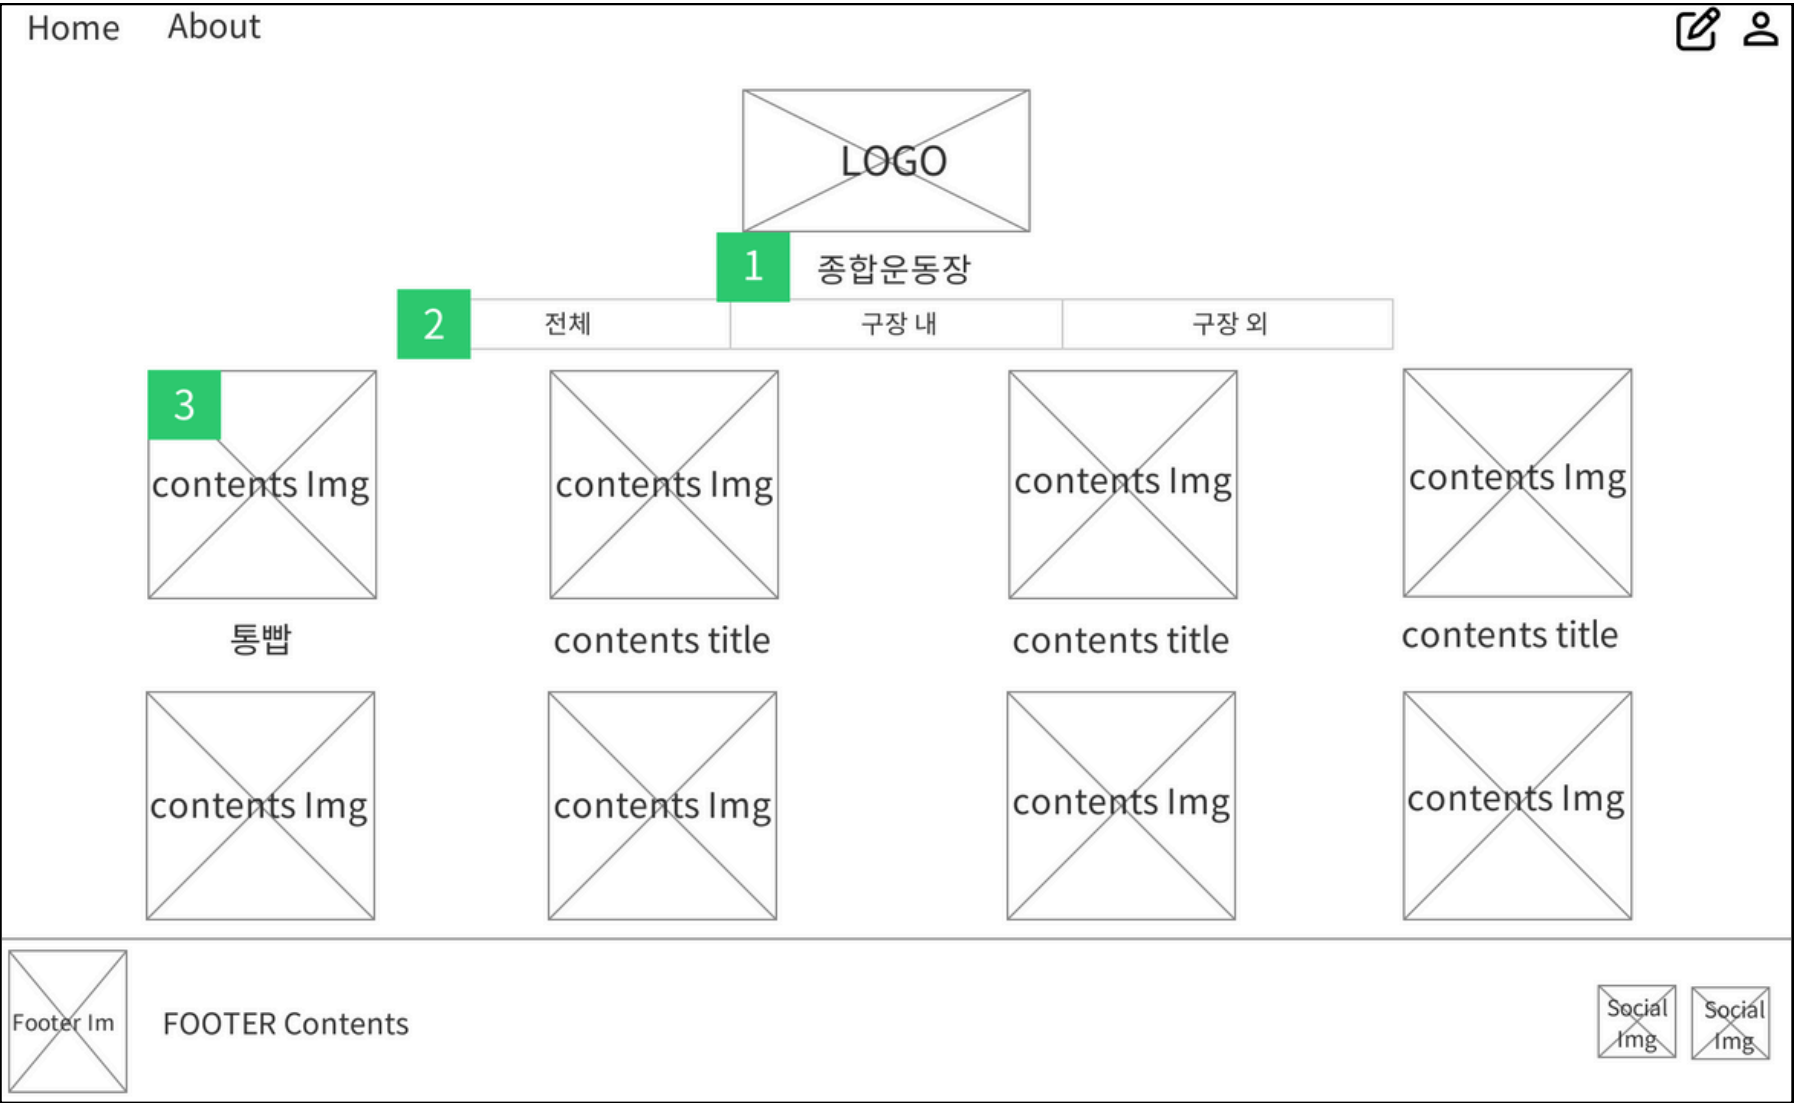 Home About
LOGO
1 종합운동장
2 전체 구장 내 구장 외
3
contents Img contents Img contents Img contents Img
통빱 contents title contents title contents title
contents Img contents Img contents Img contents Img
Footer Im FOOTER Contents
Social Img
Social Img